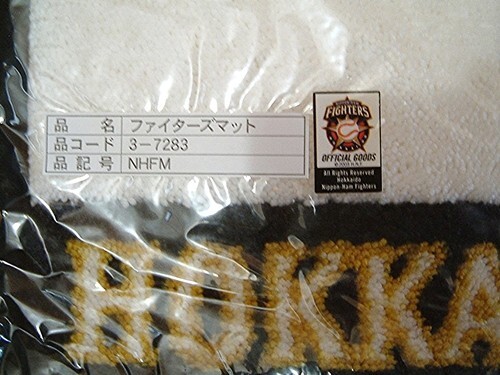 品 名 ファイターズマット
品コード 3-7283
品 記 号 NHFM
FIGHTERS
OFFICIAL GOODS
All Rights Reserved
Hokkaido
Nippon-Ham Fighters
HOKKA